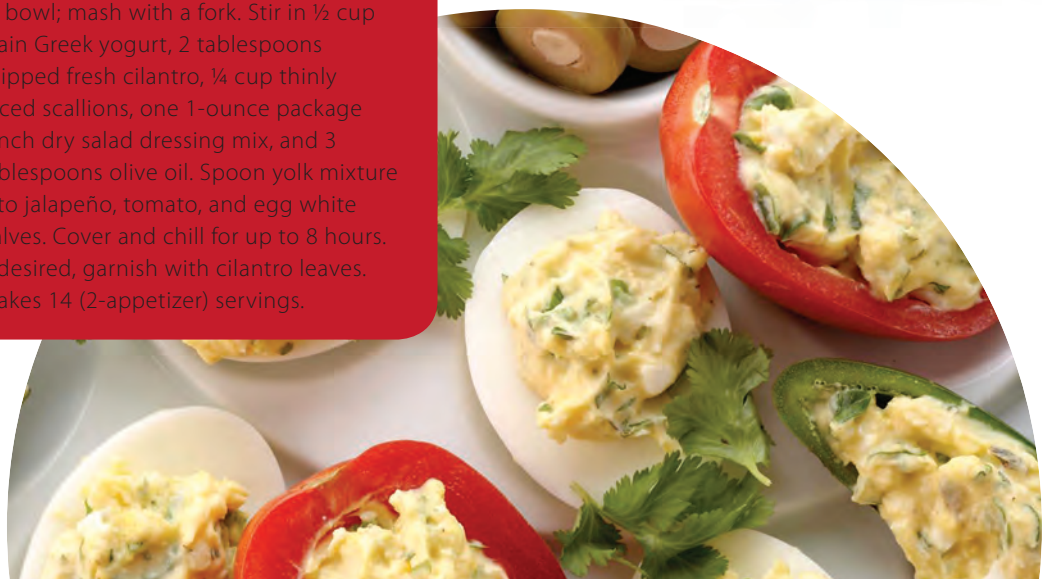 bowl; mash with a fork. Stir in ½ cup
ain Greek yogurt, 2 tablespoons
ipped fresh cilantro, ¼ cup thinly
ced scallions, one 1-ounce package
nch dry salad dressing mix, and 3
blespoons olive oil. Spoon yolk mixture
to jalapeño, tomato, and egg white
alves. Cover and chill for up to 8 hours.
desired, garnish with cilantro leaves.
akes 14 (2-appetizer) servings.